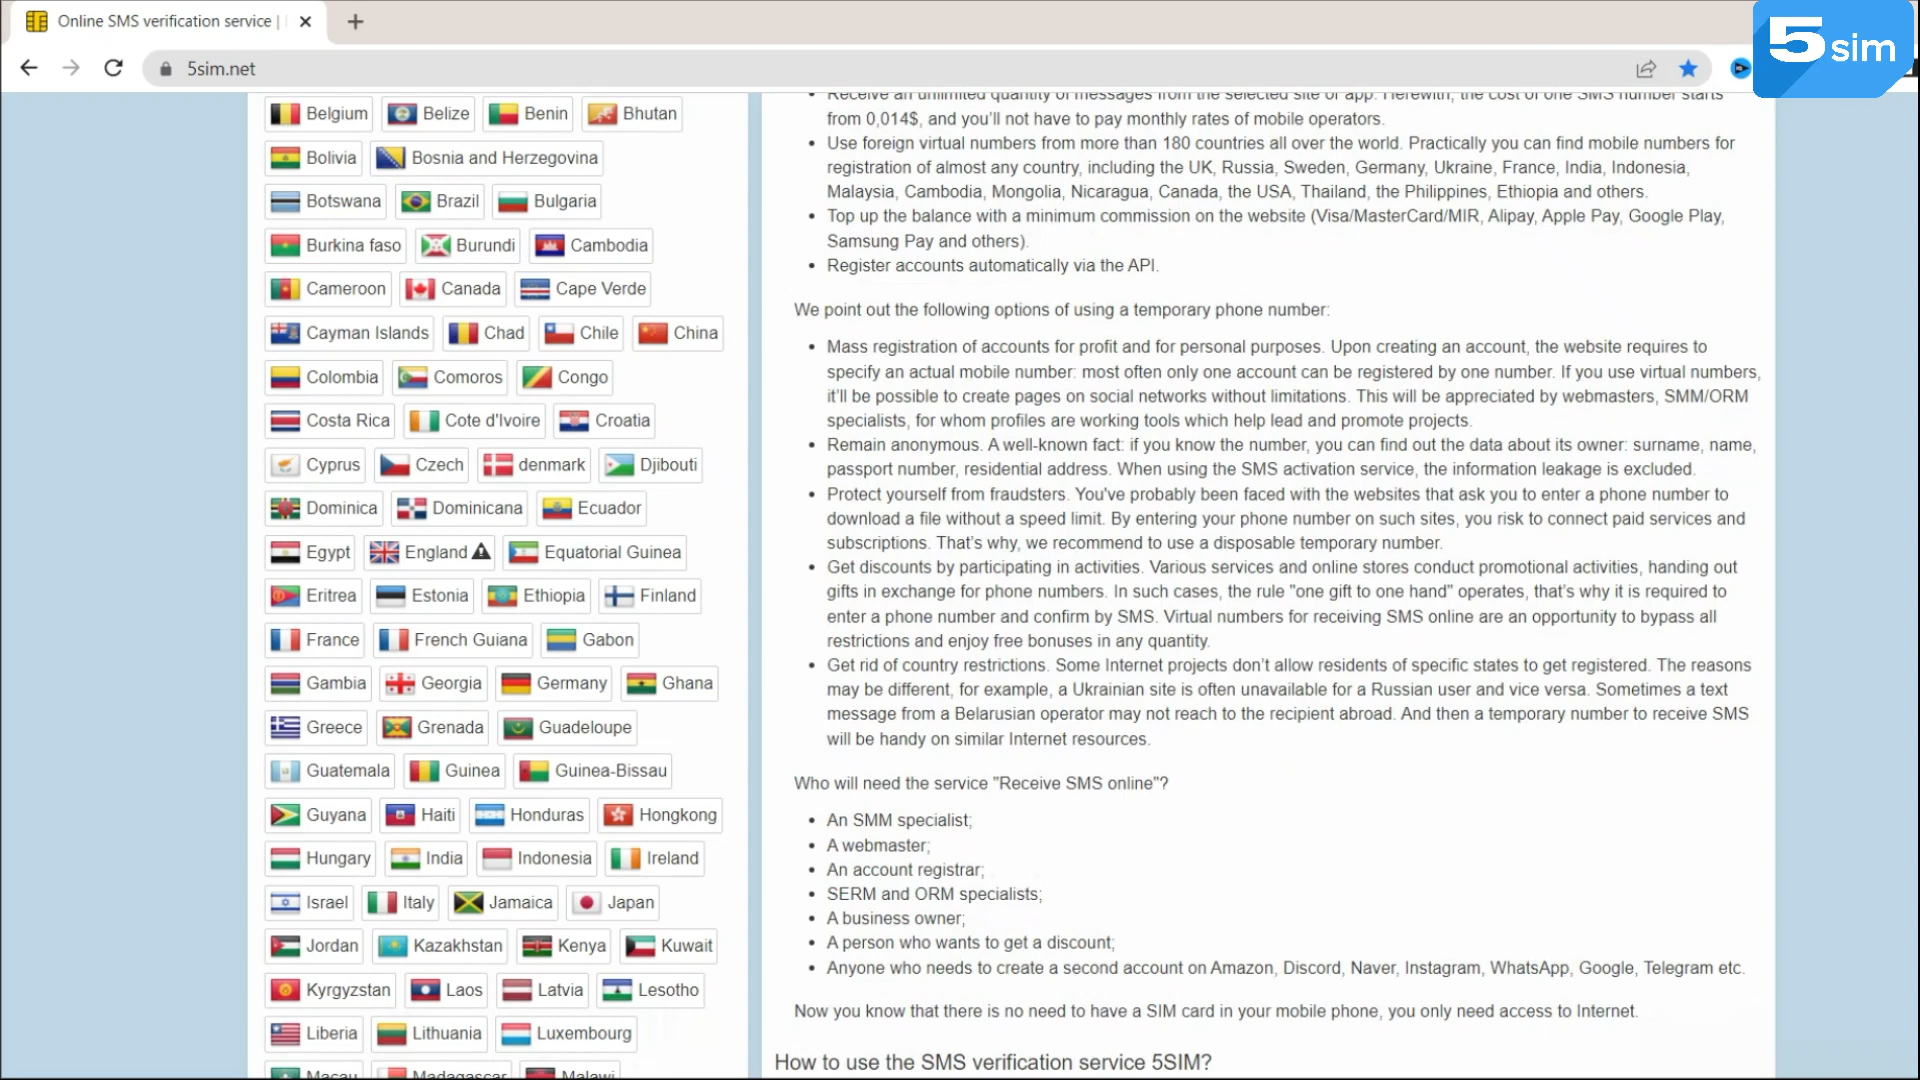 Online SMS verification service |
5sim.net
5sim
Belgium Belize Benin Bhutan
Bolivia Bosnia and Herzegovina
Botswana Brazil Bulgaria
Burkina faso Burundi Cambodia
Cameroon Canada Cape Verde
Cayman Islands Chad Chile China
Colombia Comoros Congo
Costa Rica Cote d'Ivoire Croatia
Cyprus Czech denmark Djibouti
Dominica Dominicana Ecuador
Egypt England Equatorial Guinea
Eritrea Estonia Ethiopia Finland
France French Guiana Gabon
Gambia Georgia Germany Ghana
Greece Grenada Guadeloupe
Guatemala Guinea Guinea-Bissau
Guyana Haiti Honduras Hongkong
Hungary India Indonesia Ireland
Israel Italy Jamaica Japan
Jordan Kazakhstan Kenya Kuwait
Kyrgyzstan Laos Latvia Lesotho
Liberia Lithuania Luxembourg
Macau Madagascar Malawi
• Receive an unlimited quantity of messages from the selected site or app. Herewith, the cost of one SMS number starts
from 0,014$, and you'll not have to pay monthly rates of mobile operators.
• Use foreign virtual numbers from more than 180 countries all over the world. Practically you can find mobile numbers for
registration of almost any country, including the UK, Russia, Sweden, Germany, Ukraine, France, India, Indonesia,
Malaysia, Cambodia, Mongolia, Nicaragua, Canada, the USA, Thailand, the Philippines, Ethiopia and others.
• Top up the balance with a minimum commission on the website (Visa/MasterCard/MIR, Alipay, Apple Pay, Google Play,
Samsung Pay and others).
• Register accounts automatically via the API.
We point out the following options of using a temporary phone number:
• Mass registration of accounts for profit and for personal purposes. Upon creating an account, the website requires to
specify an actual mobile number: most often only one account can be registered by one number. If you use virtual numbers,
it'll be possible to create pages on social networks without limitations. This will be appreciated by webmasters, SMM/ORM
specialists, for whom profiles are working tools which help lead and promote projects.
• Remain anonymous. A well-known fact: if you know the number, you can find out the data about its owner: surname, name,
passport number, residential address. When using the SMS activation service, the information leakage is excluded.
• Protect yourself from fraudsters. You've probably been faced with the websites that ask you to enter a phone number to
download a file without a speed limit. By entering your phone number on such sites, you risk to connect paid services and
subscriptions. That's why, we recommend to use a disposable temporary number.
• Get discounts by participating in activities. Various services and online stores conduct promotional activities, handing out
gifts in exchange for phone numbers. In such cases, the rule "one gift to one hand" operates, that's why it is required to
enter a phone number and confirm by SMS. Virtual numbers for receiving SMS online are an opportunity to bypass all
restrictions and enjoy free bonuses in any quantity.
• Get rid of country restrictions. Some Internet projects don't allow residents of specific states to get registered. The reasons
may be different, for example, a Ukrainian site is often unavailable for a Russian user and vice versa. Sometimes a text
message from a Belarusian operator may not reach to the recipient abroad. And then a temporary number to receive SMS
will be handy on similar Internet resources.
Who will need the service "Receive SMS online"?
• An SMM specialist;
• A webmaster;
• An account registrar;
• SERM and ORM specialists;
• A business owner;
• A person who wants to get a discount;
• Anyone who needs to create a second account on Amazon, Discord, Naver, Instagram, WhatsApp, Google, Telegram etc.
Now you know that there is no need to have a SIM card in your mobile phone, you only need access to Internet.
How to use the SMS verification service 5SIM?